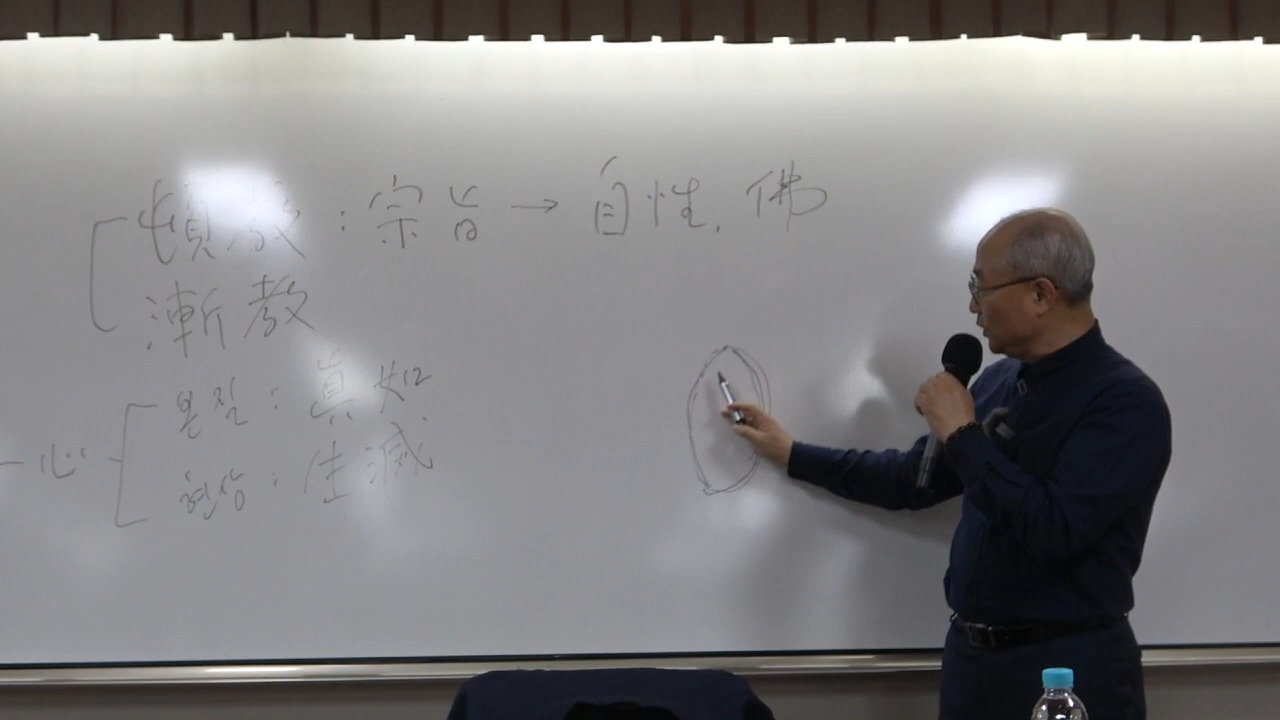 頓敎 : 宗旨 → 自性. 佛
漸敎
본질 : 眞如
一心
현상 : 生滅